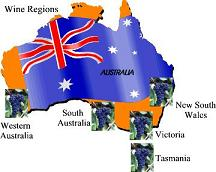 Wine Regions
AUSTRALIA
New South
Wales
South
Australia
Western
Australia
Victoria
Tasmania